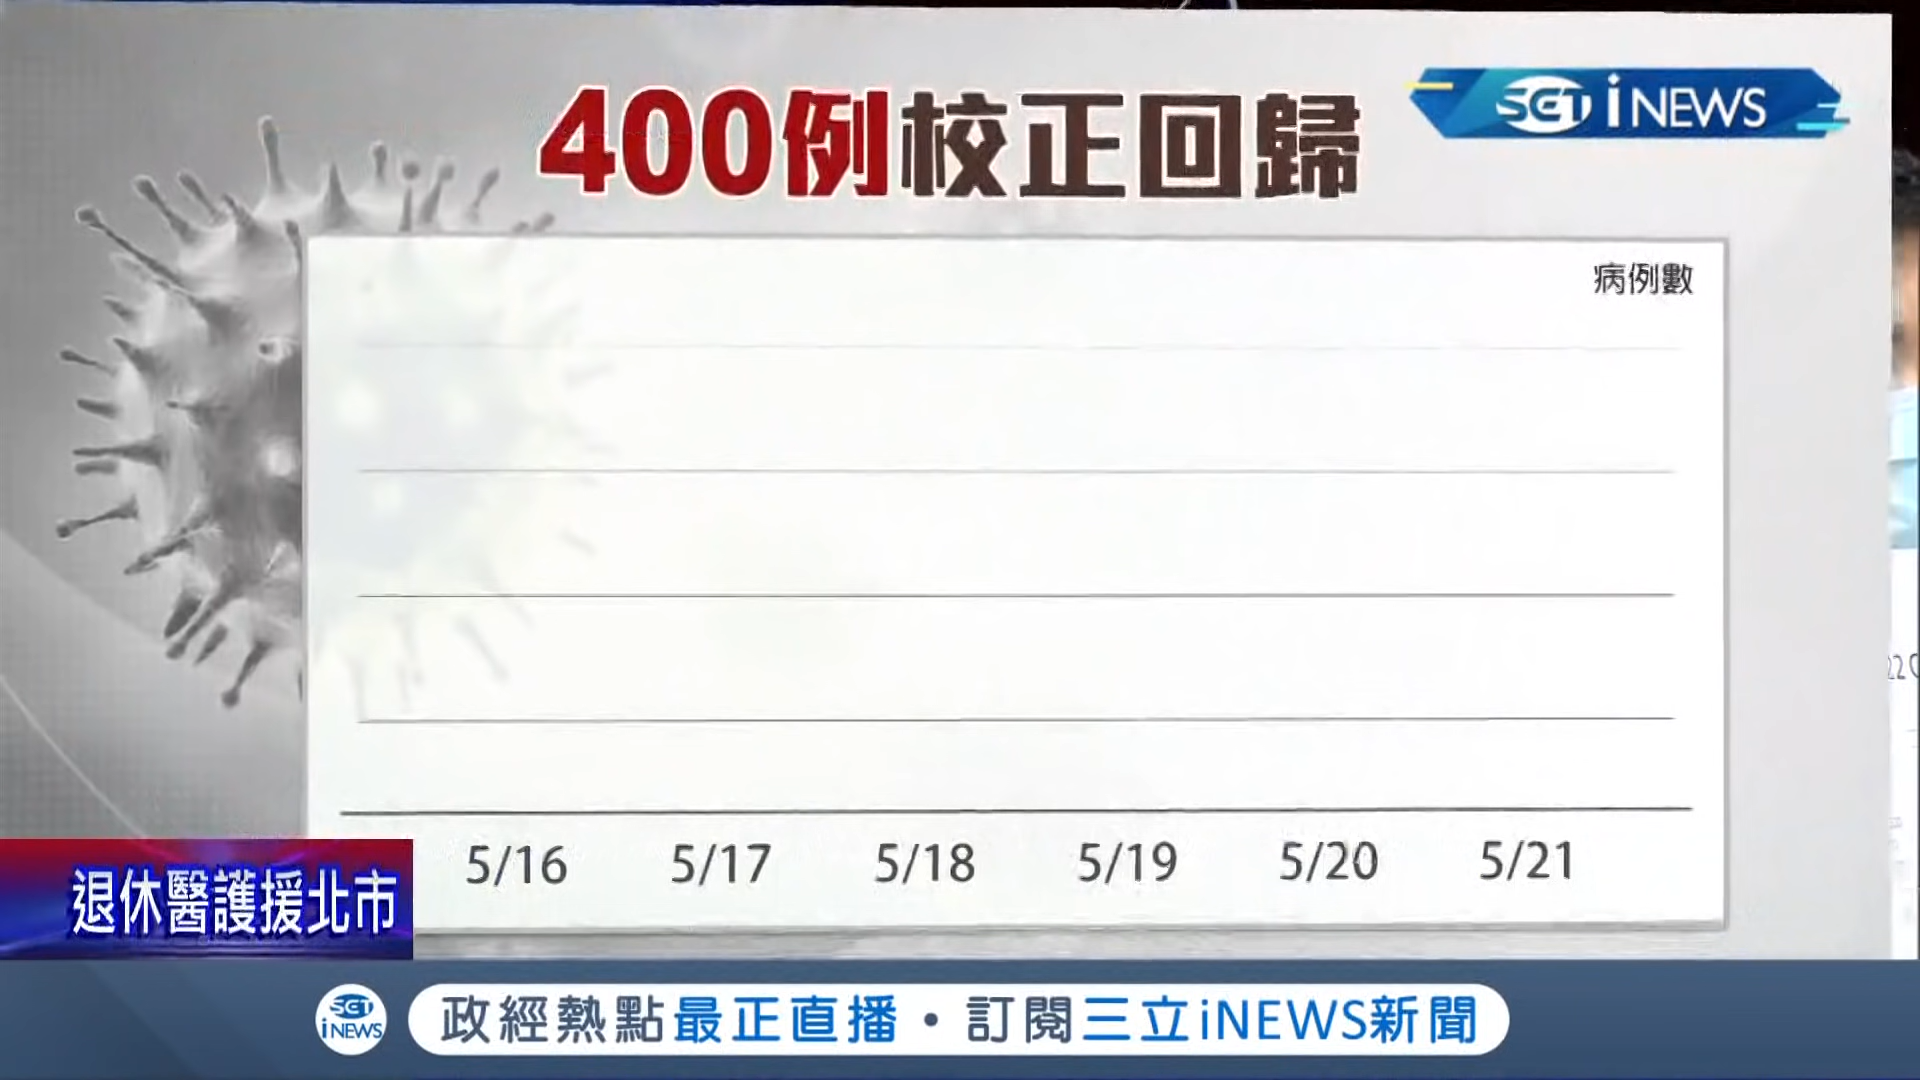 400例校正回歸
SET iNEWS
病例數
5/16 5/17 5/18 5/19 5/20 5/21
退休醫護援北市
SET iNEWS
政經熱點最正直播・訂閱三立iNEWS新聞